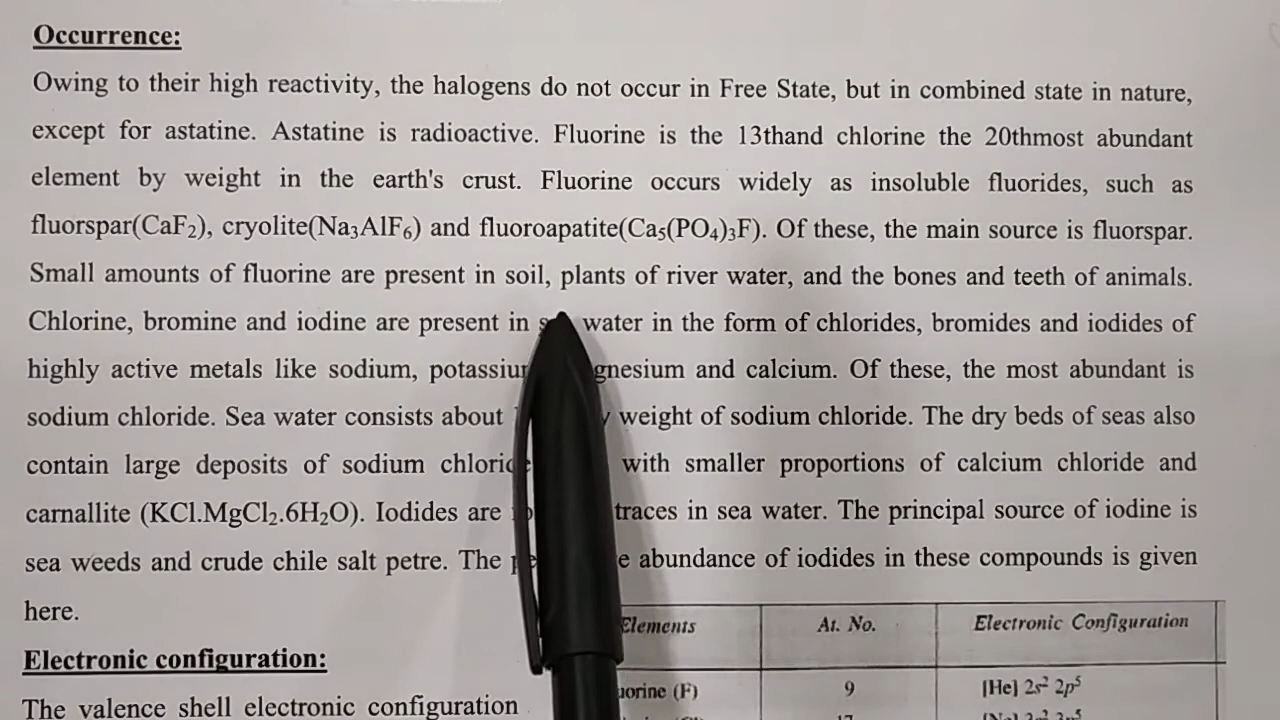 Occurrence:
Owing to their high reactivity, the halogens do not occur in Free State, but in combined state in nature,
except for astatine. Astatine is radioactive. Fluorine is the 13thand chlorine the 20thmost abundant
element by weight in the earth's crust. Fluorine occurs widely as insoluble fluorides, such as
fluorspar(CaF₂), cryolite(Na₃AlF₆) and fluoroapatite(Ca₅(PO₄)₃F). Of these, the main source is fluorspar.
Small amounts of fluorine are present in soil, plants of river water, and the bones and teeth of animals.
Chlorine, bromine and iodine are present in water in the form of chlorides, bromides and iodides of
highly active metals like sodium, and calcium. Of these, the most abundant is
sodium chloride. Sea water consists about weight of sodium chloride. The dry beds of seas also
contain large deposits of sodium with smaller proportions of calcium chloride and
carnallite (KCl.MgCl₂.6H₂O). Iodides are traces in sea water. The principal source of iodine is
sea weeds and crude chile salt petre. The abundance of iodides in these compounds is given
here.
Elements At. No. Electronic Configuration
Electronic configuration:
(F) 9 [He] 2s² 2p⁵
The valence shell electronic configuration